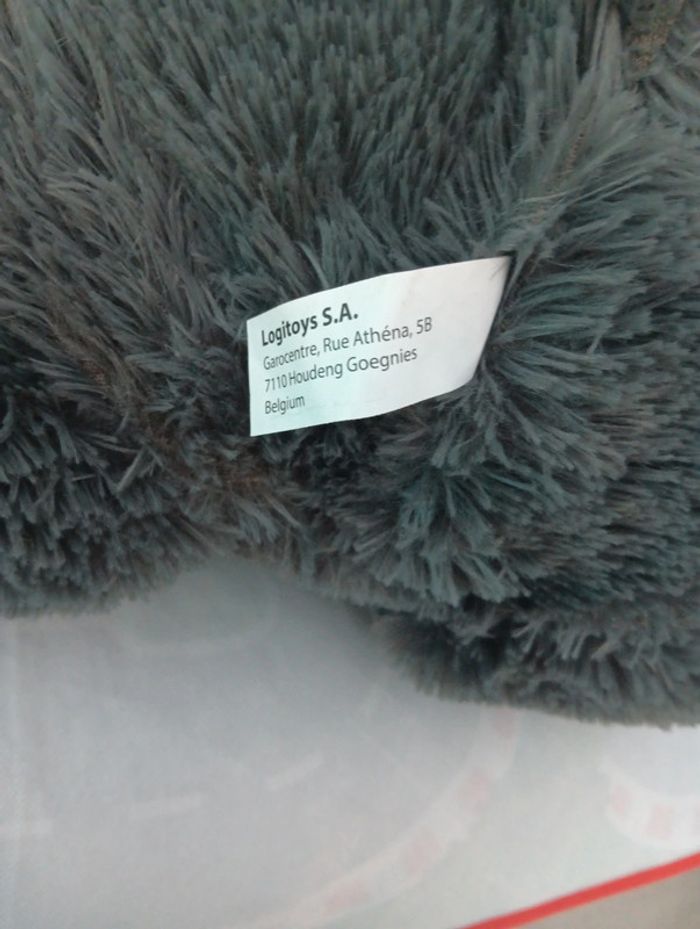 Logitoys S.A.
Garocentre, Rue Athéna, 5B
7110 Houdeng Goegnies
Belgium